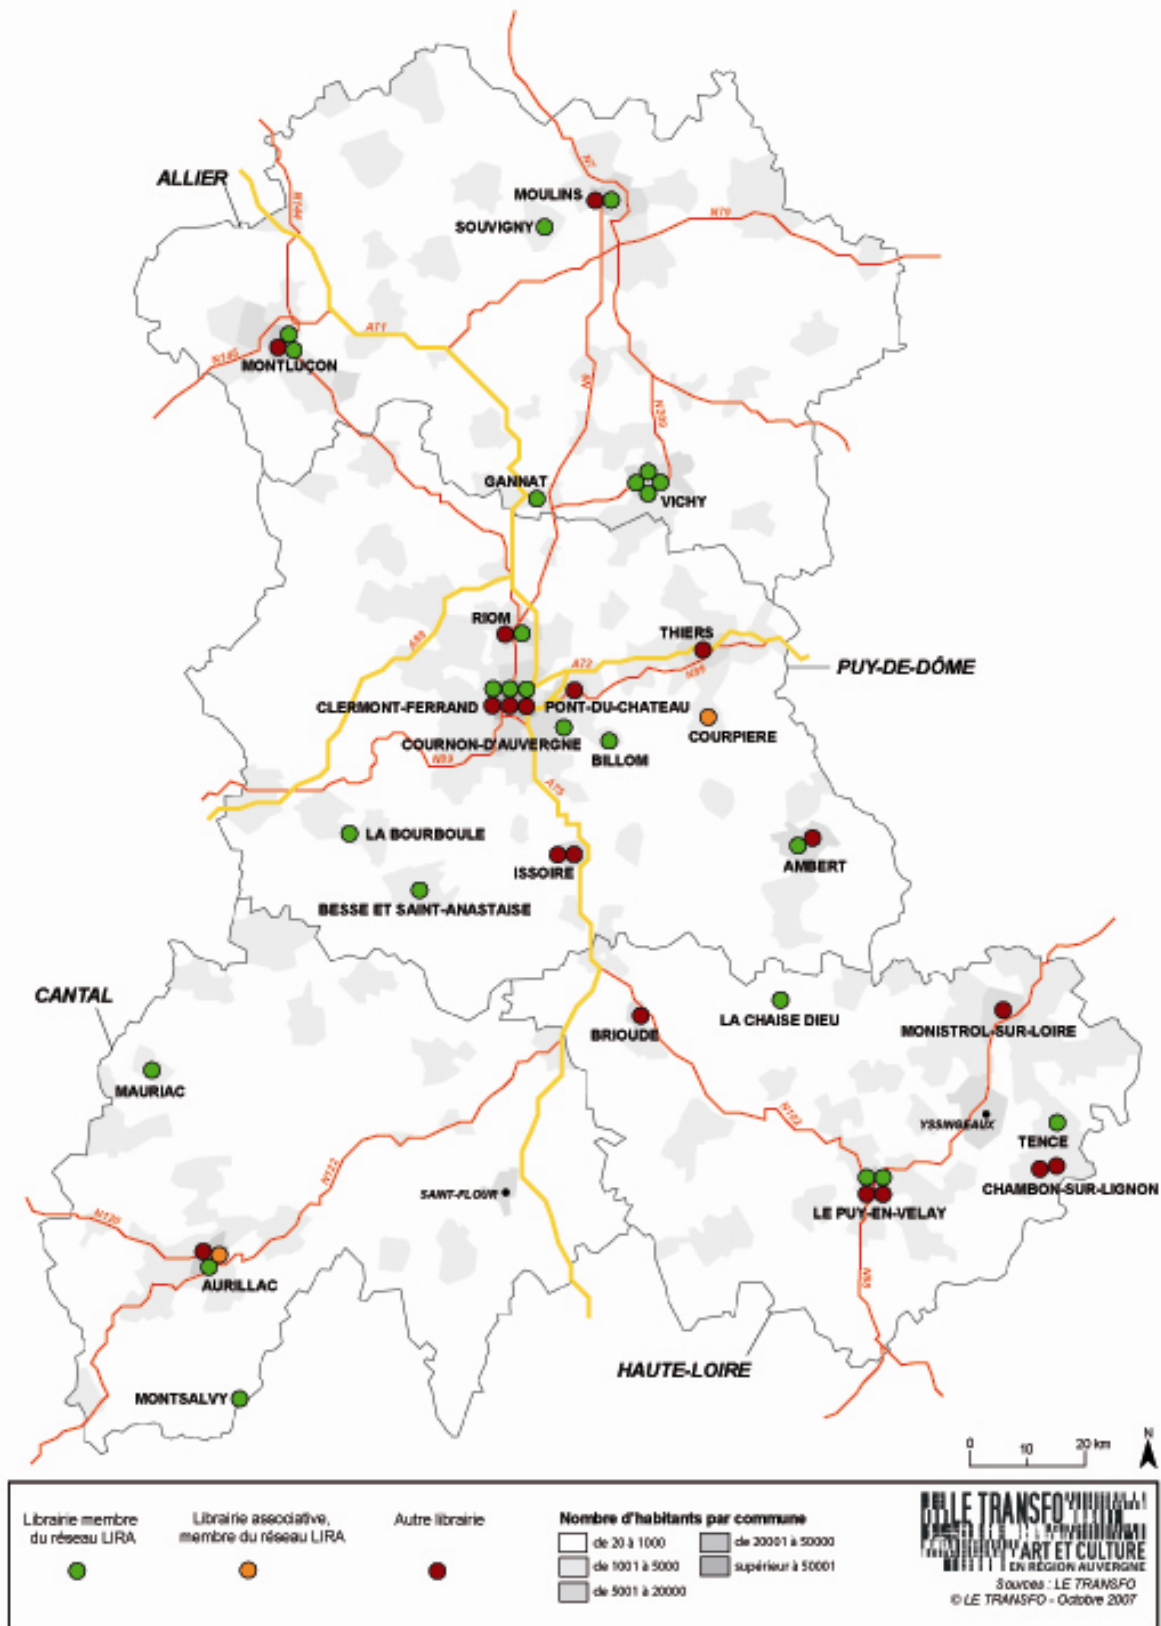 ALLIER
N144
N7
MOULINS
N79
SOUVIGNY
A71
N145
MONTLUÇON
N9
N209
GANNAT
VICHY
RIOM
THIERS
A89
A72
N89
PUY-DE-DÔME
CLERMONT-FERRAND
PONT-DU-CHATEAU
COURPIERE
COURNON-D'AUVERGNE
BILLOM
N89
A75
LA BOURBOULE
ISSOIRE
AMBERT
BESSE ET SAINT-ANASTAISE
CANTAL
BRIOUDE
LA CHAISE DIEU
MONISTROL-SUR-LOIRE
MAURIAC
N102
YSSINGEAUX
TENCE
N122
SAINT-FLOUR
CHAMBON-SUR-LIGNON
LE PUY-EN-VELAY
N120
AURILLAC
N88
HAUTE-LOIRE
MONTSALVY
0 10 20 km
N
Librairie membre
du réseau LIRA
Librairie associative,
membre du réseau LIRA
Autre librairie
Nombre d'habitants par commune
de 20 à 1000
de 1001 à 5000
de 5001 à 20000
de 20001 à 50000
supérieur à 50001
LE TRANSFO
ART ET CULTURE
EN RÉGION AUVERGNE
Sources : LE TRANSFO
© LE TRANSFO - Octobre 2007